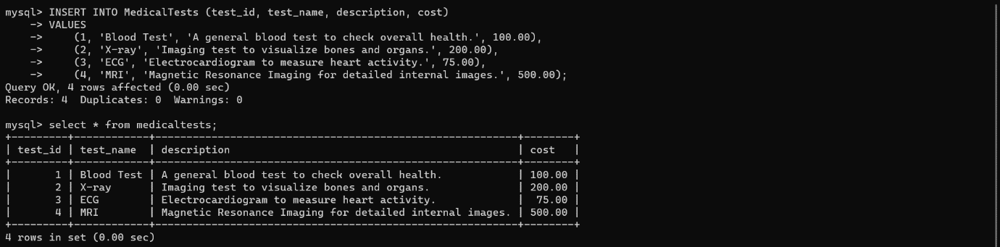 mysql> INSERT INTO MedicalTests (test_id, test_name, description, cost)
    -> VALUES
    ->     (1, 'Blood Test', 'A general blood test to check overall health.', 100.00),
    ->     (2, 'X-ray', 'Imaging test to visualize bones and organs.', 200.00),
    ->     (3, 'ECG', 'Electrocardiogram to measure heart activity.', 75.00),
    ->     (4, 'MRI', 'Magnetic Resonance Imaging for detailed internal images.', 500.00);
Query OK, 4 rows affected (0.00 sec)
Records: 4  Duplicates: 0  Warnings: 0

mysql> select * from medicaltests;
+---------+------------+----------------------------------------------------------+--------+
| test_id | test_name  | description                                              | cost   |
+---------+------------+----------------------------------------------------------+--------+
|       1 | Blood Test | A general blood test to check overall health.            | 100.00 |
|       2 | X-ray      | Imaging test to visualize bones and organs.              | 200.00 |
|       3 | ECG        | Electrocardiogram to measure heart activity.             |  75.00 |
|       4 | MRI        | Magnetic Resonance Imaging for detailed internal images. | 500.00 |
+---------+------------+----------------------------------------------------------+--------+
4 rows in set (0.00 sec)